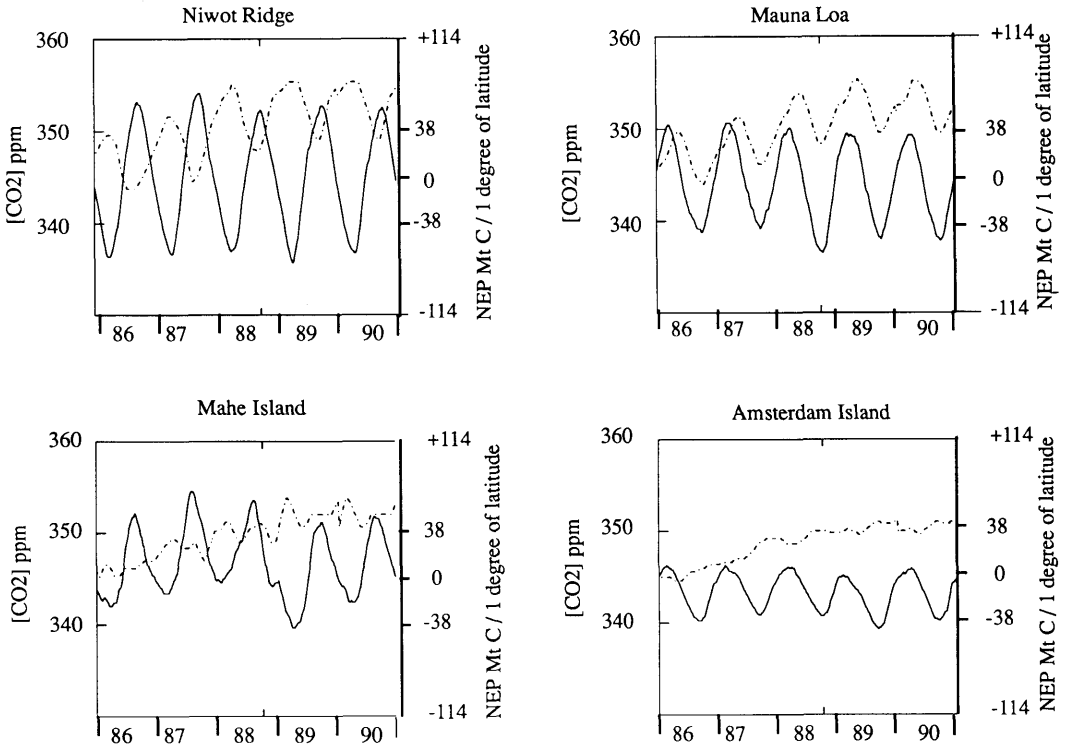 Niwot Ridge
360
350
340
[CO2] ppm
+114
38
0
-38
-114
NEP Mt C / 1 degree of latitude
86 87 88 89 90
Mauna Loa
360
350
340
[CO2] ppm
+114
38
0
-38
-114
NEP Mt C / 1 degree of latitude
86 87 88 89 90
Mahe Island
360
350
340
[CO2] ppm
+114
38
0
-38
-114
NEP Mt C / 1 degree of latitude
86 87 88 89 90
Amsterdam Island
360
350
340
[CO2] ppm
+114
38
0
-38
-114
NEP Mt C / 1 degree of latitude
86 87 88 89 90